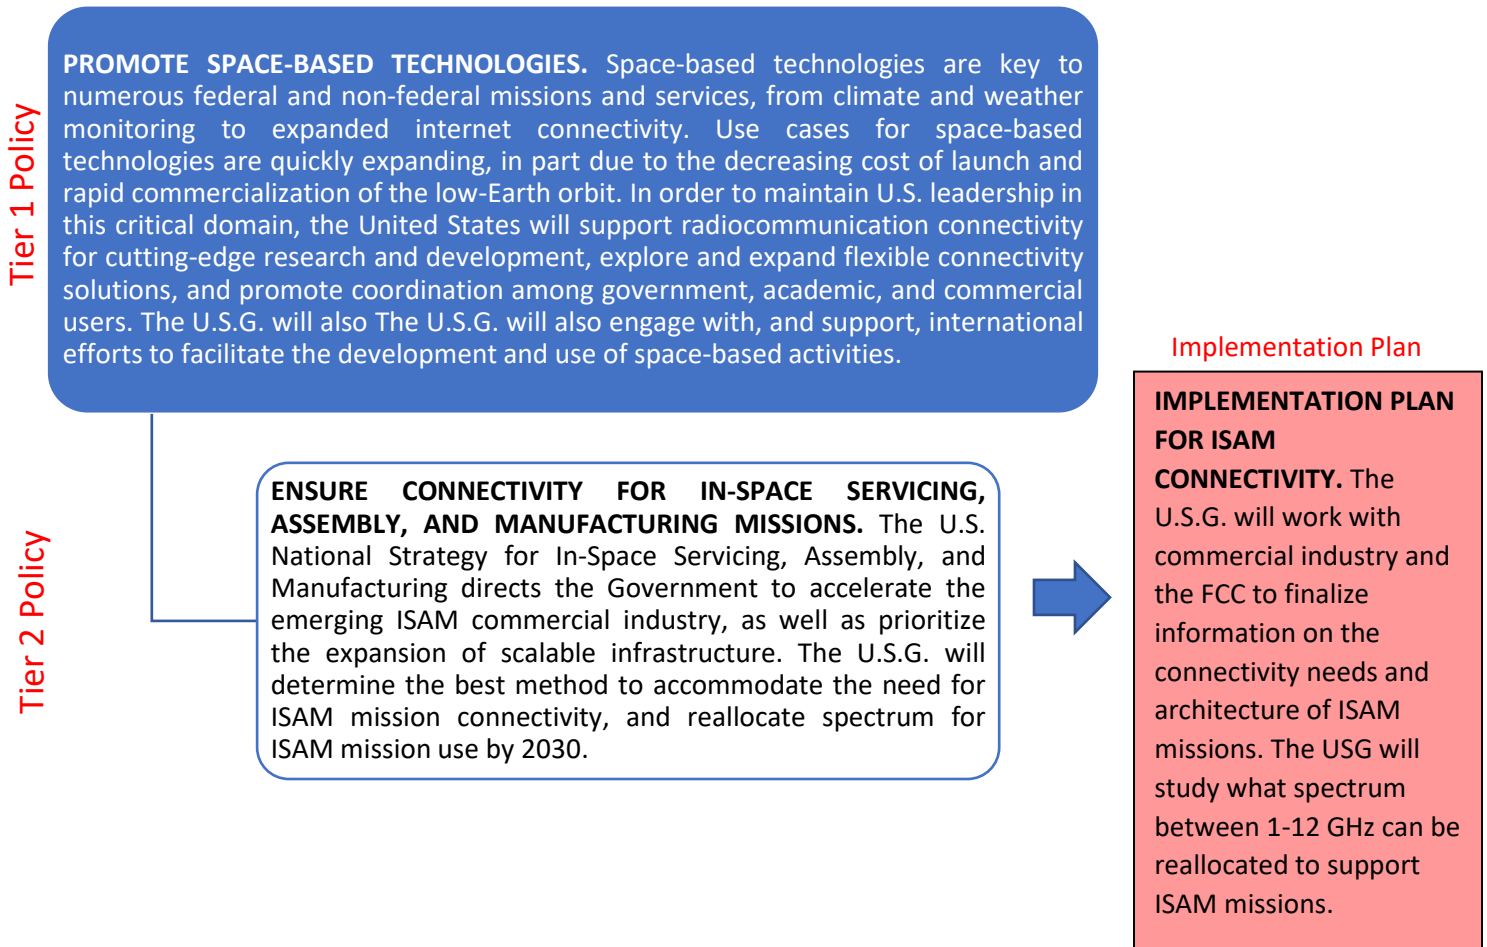 Tier 1 Policy
PROMOTE SPACE-BASED TECHNOLOGIES. Space-based technologies are key to
numerous federal and non-federal missions and services, from climate and weather
monitoring to expanded internet connectivity. Use cases for space-based
technologies are quickly expanding, in part due to the decreasing cost of launch and
rapid commercialization of the low-Earth orbit. In order to maintain U.S. leadership in
this critical domain, the United States will support radiocommunication connectivity
for cutting-edge research and development, explore and expand flexible connectivity
solutions, and promote coordination among government, academic, and commercial
users. The U.S.G. will also The U.S.G. will also engage with, and support, international
efforts to facilitate the development and use of space-based activities.
Tier 2 Policy
ENSURE CONNECTIVITY FOR IN-SPACE SERVICING,
ASSEMBLY, AND MANUFACTURING MISSIONS. The U.S.
National Strategy for In-Space Servicing, Assembly, and
Manufacturing directs the Government to accelerate the
emerging ISAM commercial industry, as well as prioritize
the expansion of scalable infrastructure. The U.S.G. will
determine the best method to accommodate the need for
ISAM mission connectivity, and reallocate spectrum for
ISAM mission use by 2030.
Implementation Plan
IMPLEMENTATION PLAN
FOR ISAM
CONNECTIVITY. The
U.S.G. will work with
commercial industry and
the FCC to finalize
information on the
connectivity needs and
architecture of ISAM
missions. The USG will
study what spectrum
between 1-12 GHz can be
reallocated to support
ISAM missions.